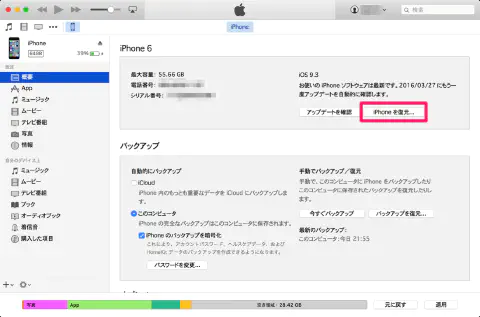 検索
iPhone
iPhone
64GB
39%
設定
概要
App
ミュージック
ムービー
テレビ番組
写真
情報
自分のデバイス上
ミュージック
ムービー
テレビ番組
ブック
オーディオブック
着信音
購入した項目
iPhone 6
最大容量: 55.66 GB
電話番号:
シリアル番号:
iOS 9.3
お使いの iPhone ソフトウェアは最新です。2016/03/27 にもう一
度アップデートを自動的に確認します。
アップデートを確認
iPhone を復元...
バックアップ
自動的にバックアップ
iCloud
iPhone 内のもっとも重要なデータを iCloud にバックアップしま
す。
このコンピュータ
iPhone の完全なバックアップはこのコンピュータに保存されます。
iPhone のバックアップを暗号化
これにより、アカウントパスワード、ヘルスケアデータ、および
HomeKit データのバックアップを作成できるようになります。
パスワードを変更...
手動でバックアップ/復元
手動で、このコンピュータに iPhone をバックアップしたり
このコンピュータに保存されたバックアップを復元したりし
ます。
今すぐバックアップ
バックアップを復元...
最新のバックアップ:
このコンピュータ: 今日 21:55
写真
App
空き領域: 28.42 GB
元に戻す
適用